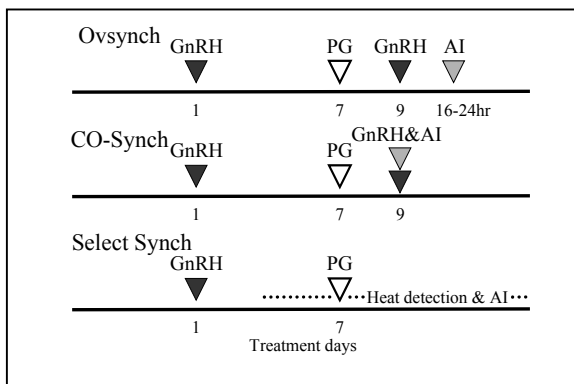 Ovsynch
GnRH PG GnRH AI
1 7 9 16-24hr
CO-Synch
GnRH PG GnRH&AI
1 7 9
Select Synch
GnRH PG
Heat detection & AI
1 7
Treatment days